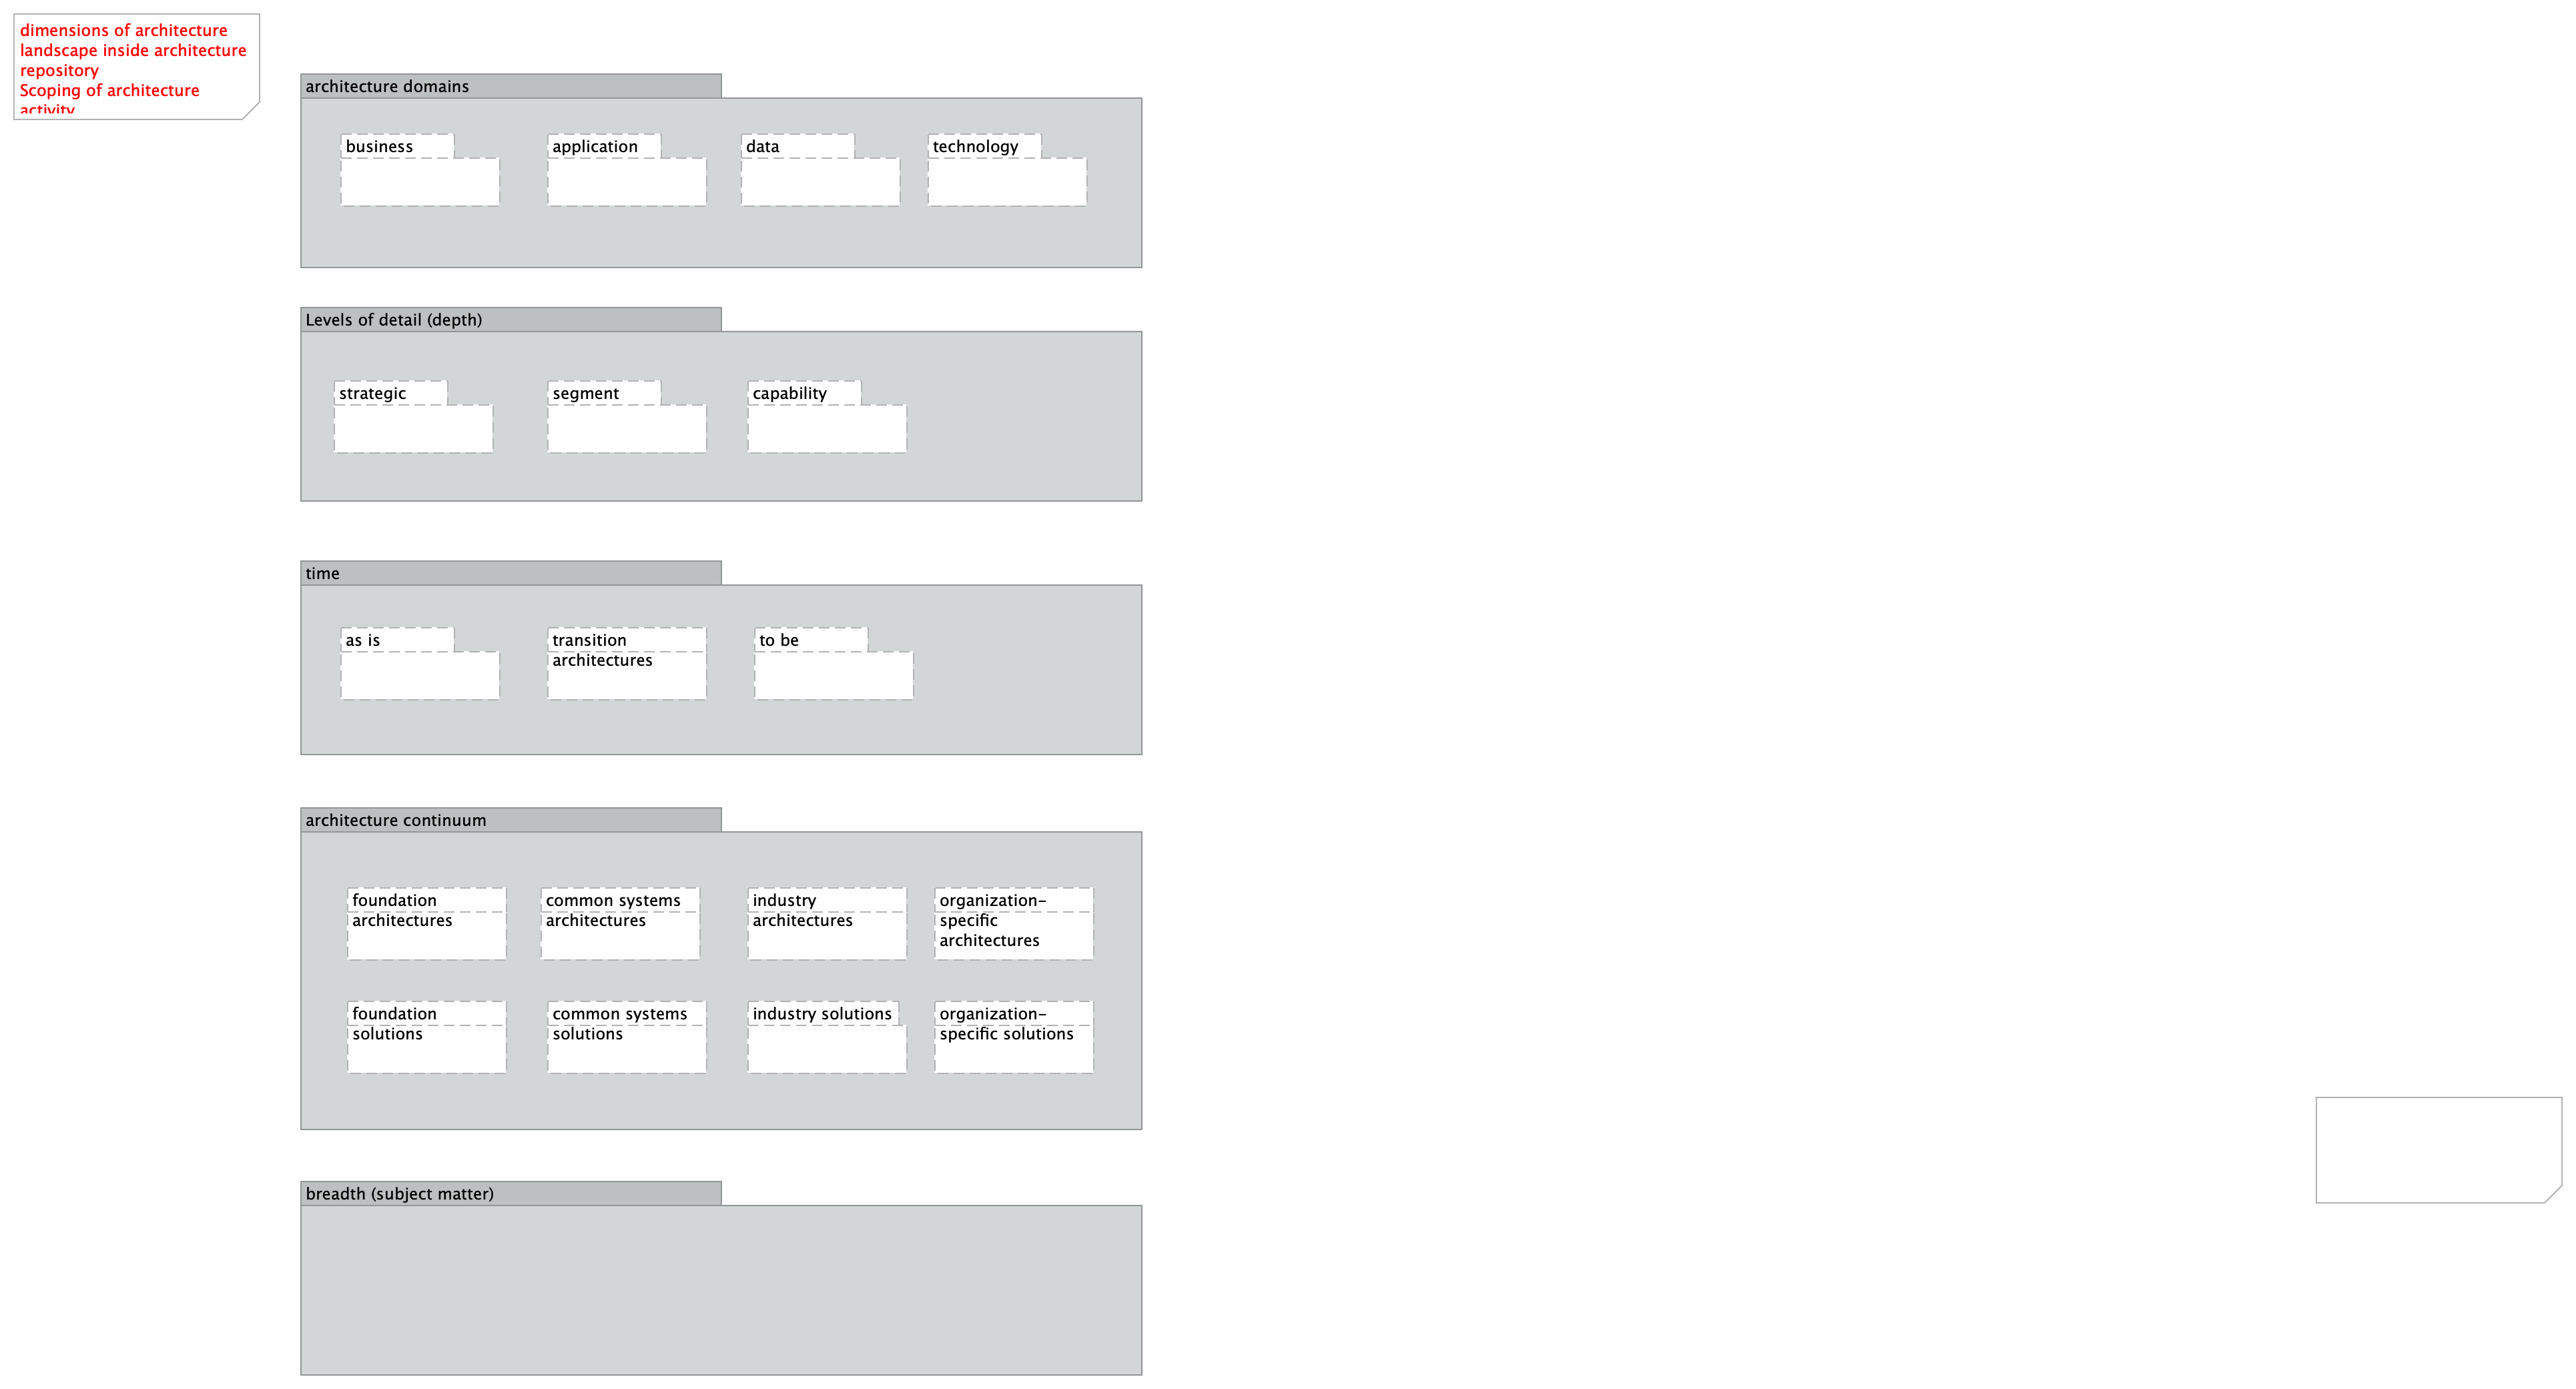 dimensions of architecture
landscape inside architecture
repository
Scoping of architecture
activity
architecture domains
business
application
data
technology
Levels of detail (depth)
strategic
segment
capability
time
as is
transition
architectures
to be
architecture continuum
foundation
architectures
common systems
architectures
industry
architectures
organization-
specific
architectures
foundation
solutions
common systems
solutions
industry solutions
organization-
specific solutions
breadth (subject matter)